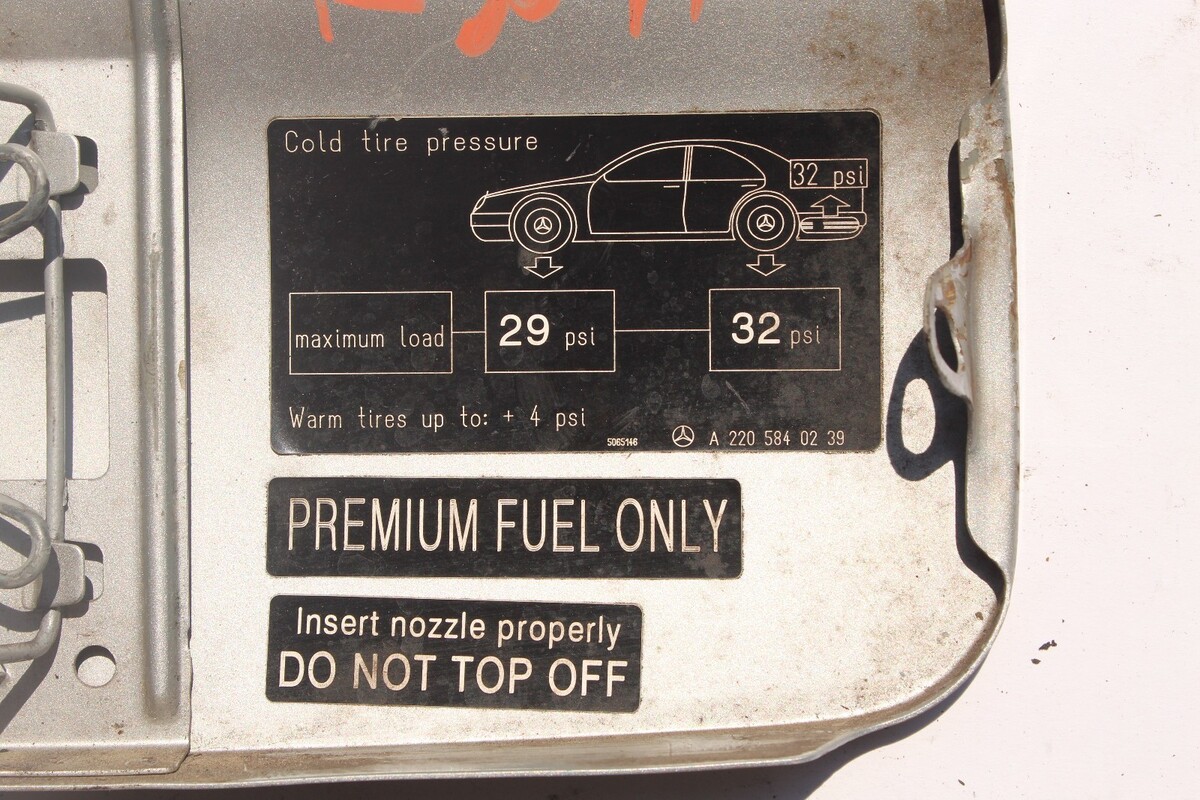 Cold tire pressure
32 psi
maximum load
29 psi
32 psi
Warm tires up to: + 4 psi
5065146
A 220 584 02 39
PREMIUM FUEL ONLY
Insert nozzle properly
DO NOT TOP OFF